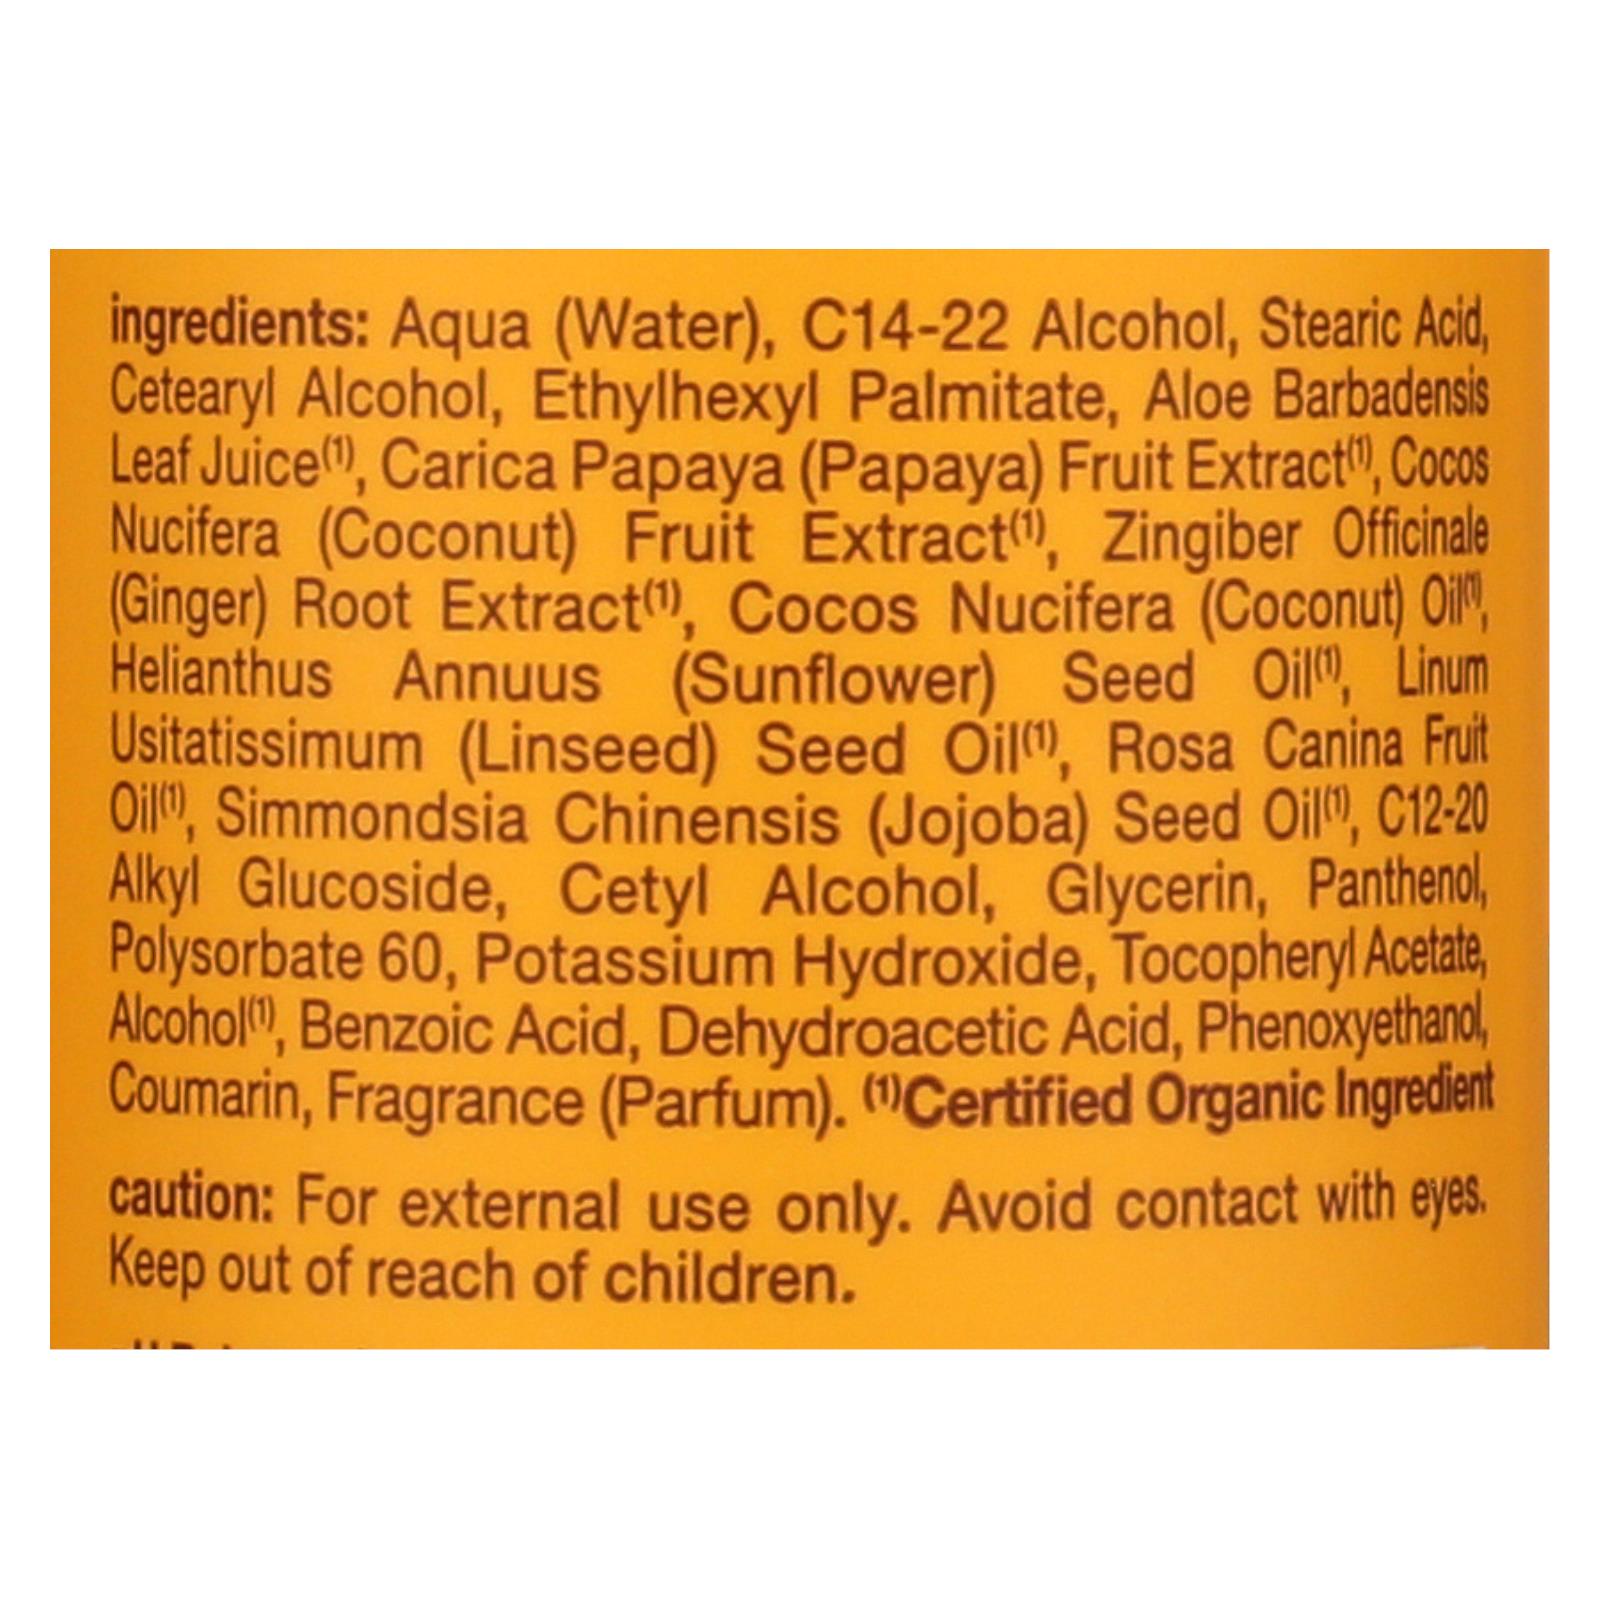 ingredients: Aqua (Water), C14-22 Alcohol, Stearic Acid,
Cetearyl Alcohol, Ethylhexyl Palmitate, Aloe Barbadensis
Leaf Juice⁽¹⁾, Carica Papaya (Papaya) Fruit Extract⁽¹⁾, Cocos
Nucifera (Coconut) Fruit Extract⁽¹⁾, Zingiber Officinale
(Ginger) Root Extract⁽¹⁾, Cocos Nucifera (Coconut) Oil⁽¹⁾,
Helianthus Annuus (Sunflower) Seed Oil⁽¹⁾, Linum
Usitatissimum (Linseed) Seed Oil⁽¹⁾, Rosa Canina Fruit
Oil⁽¹⁾, Simmondsia Chinensis (Jojoba) Seed Oil⁽¹⁾, C12-20
Alkyl Glucoside, Cetyl Alcohol, Glycerin, Panthenol,
Polysorbate 60, Potassium Hydroxide, Tocopheryl Acetate,
Alcohol⁽¹⁾, Benzoic Acid, Dehydroacetic Acid, Phenoxyethanol,
Coumarin, Fragrance (Parfum). ⁽¹⁾Certified Organic Ingredient
caution: For external use only. Avoid contact with eyes.
Keep out of reach of children.